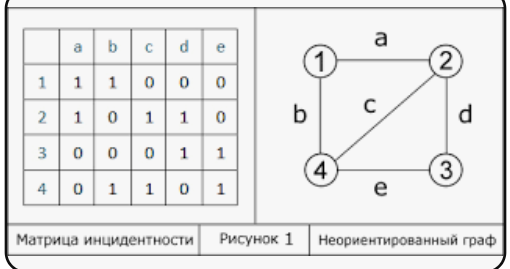 a b c d e
1 1 1 0 0 0
2 1 0 1 1 0
3 0 0 0 1 1
4 0 1 1 0 1
a
1 2
b c d
4 3
e
Матрица инцидентности Рисунок 1 Неориентированный граф